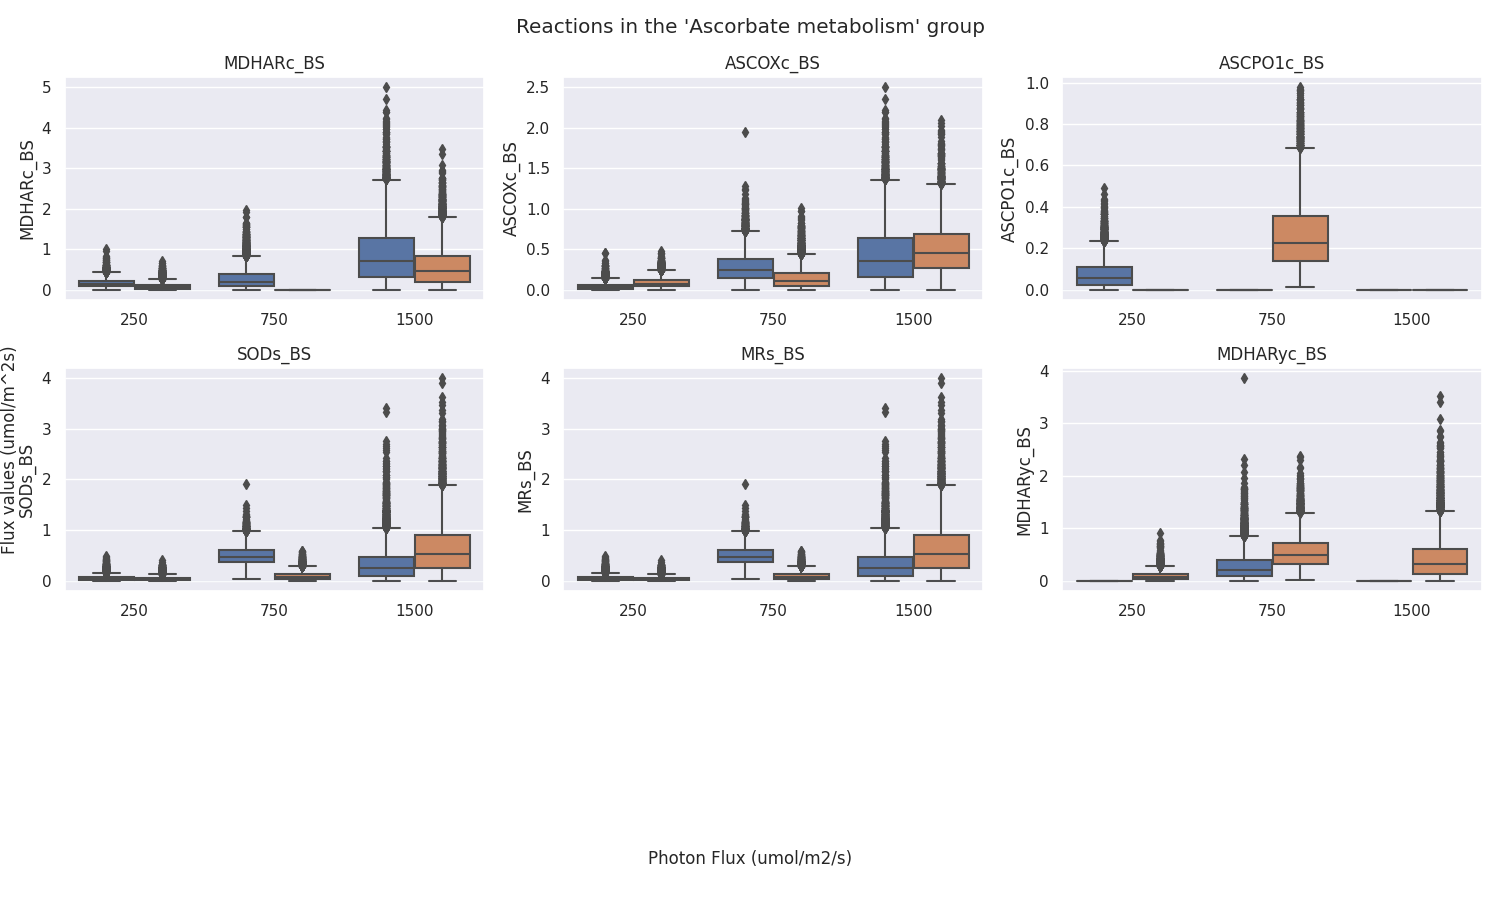 Reactions in the 'Ascorbate metabolism' group
MDHARc_BS
MDHARc_BS
5
4
3
2
1
0
250 750 1500
ASCOXc_BS
ASCOXc_BS
2.5
2.0
1.5
1.0
0.5
0.0
250 750 1500
ASCPO1c_BS
ASCPO1c_BS
1.0
0.8
0.6
0.4
0.2
0.0
250 750 1500
Flux values (umol/m^2s)
SODs_BS
SODs_BS
4
3
2
1
0
250 750 1500
MRs_BS
MRs_BS
4
3
2
1
0
250 750 1500
MDHARyc_BS
MDHARyc_BS
4
3
2
1
0
250 750 1500
Photon Flux (umol/m2/s)